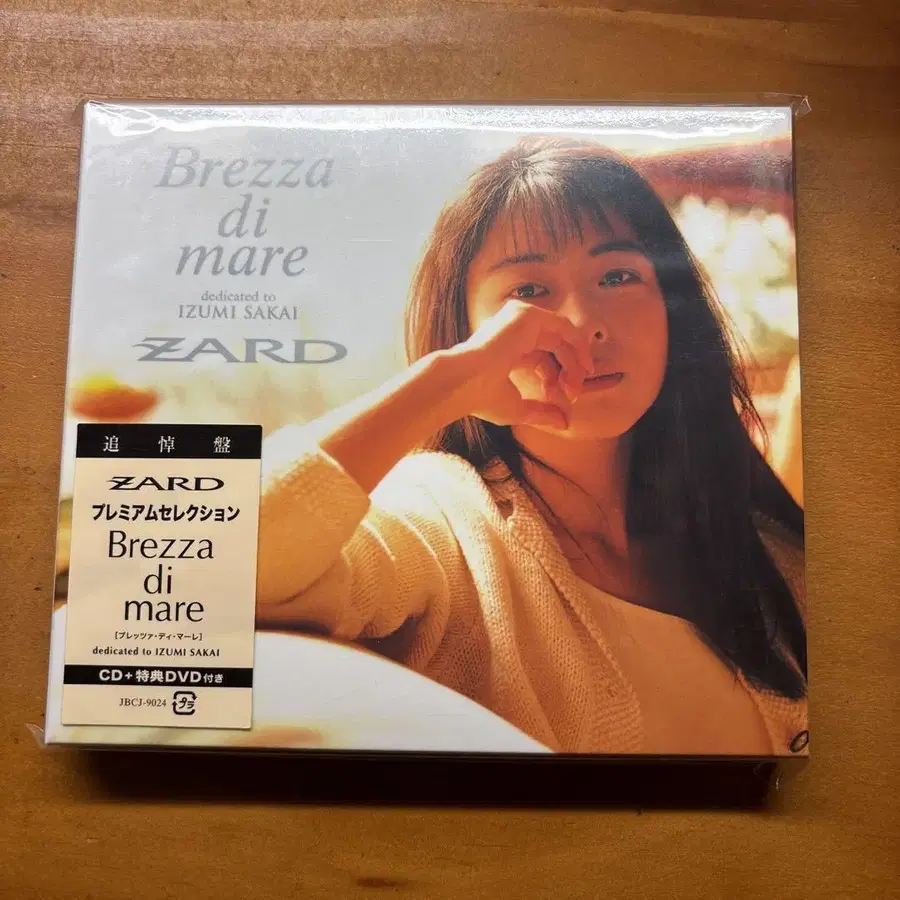 Brezza
di
mare
dedicated to
IZUMI SAKAI
ZARD
追悼盤
ZARD
プレミアムセレクション
Brezza
di
mare
[ブレッツァ・ディ・マーレ]
dedicated to IZUMI SAKAI
CD+特典DVD付き
JBCJ-9024 プラ